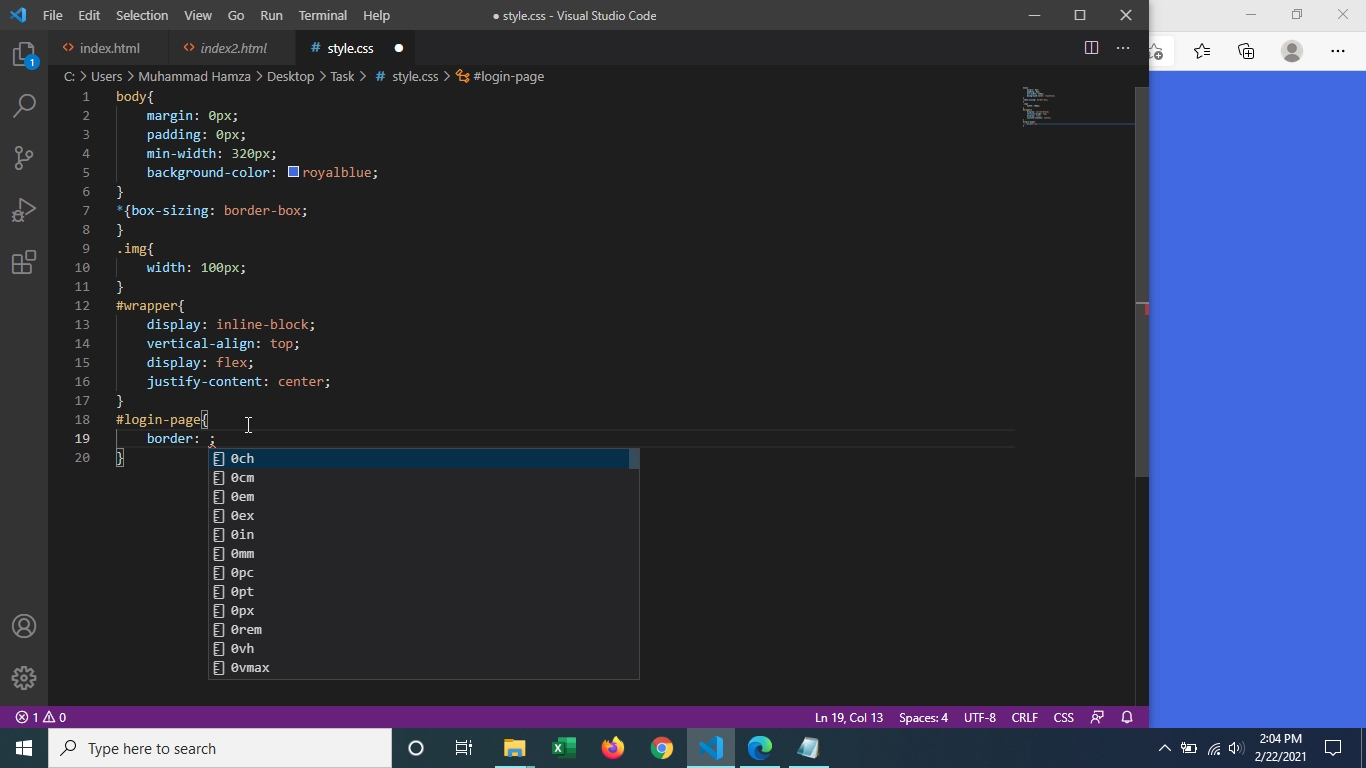 File Edit Selection View Go Run Terminal Help
● style.css - Visual Studio Code
index.html
index2.html
# style.css ●
C: > Users > Muhammad Hamza > Desktop > Task > # style.css > #login-page
1 body{
2 margin: 0px;
3 padding: 0px;
4 min-width: 320px;
5 background-color: royalblue;
6 }
7 *{box-sizing: border-box;
8 }
9 .img{
10 width: 100px;
11 }
12 #wrapper{
13 display: inline-block;
14 vertical-align: top;
15 display: flex;
16 justify-content: center;
17 }
18 #login-page{
19 border: ;
20 }
0ch
0cm
0em
0ex
0in
0mm
0pc
0pt
0px
0rem
0vh
0vmax
1
1 0
Ln 19, Col 13 Spaces: 4 UTF-8 CRLF CSS
Type here to search
2:04 PM
2/22/2021